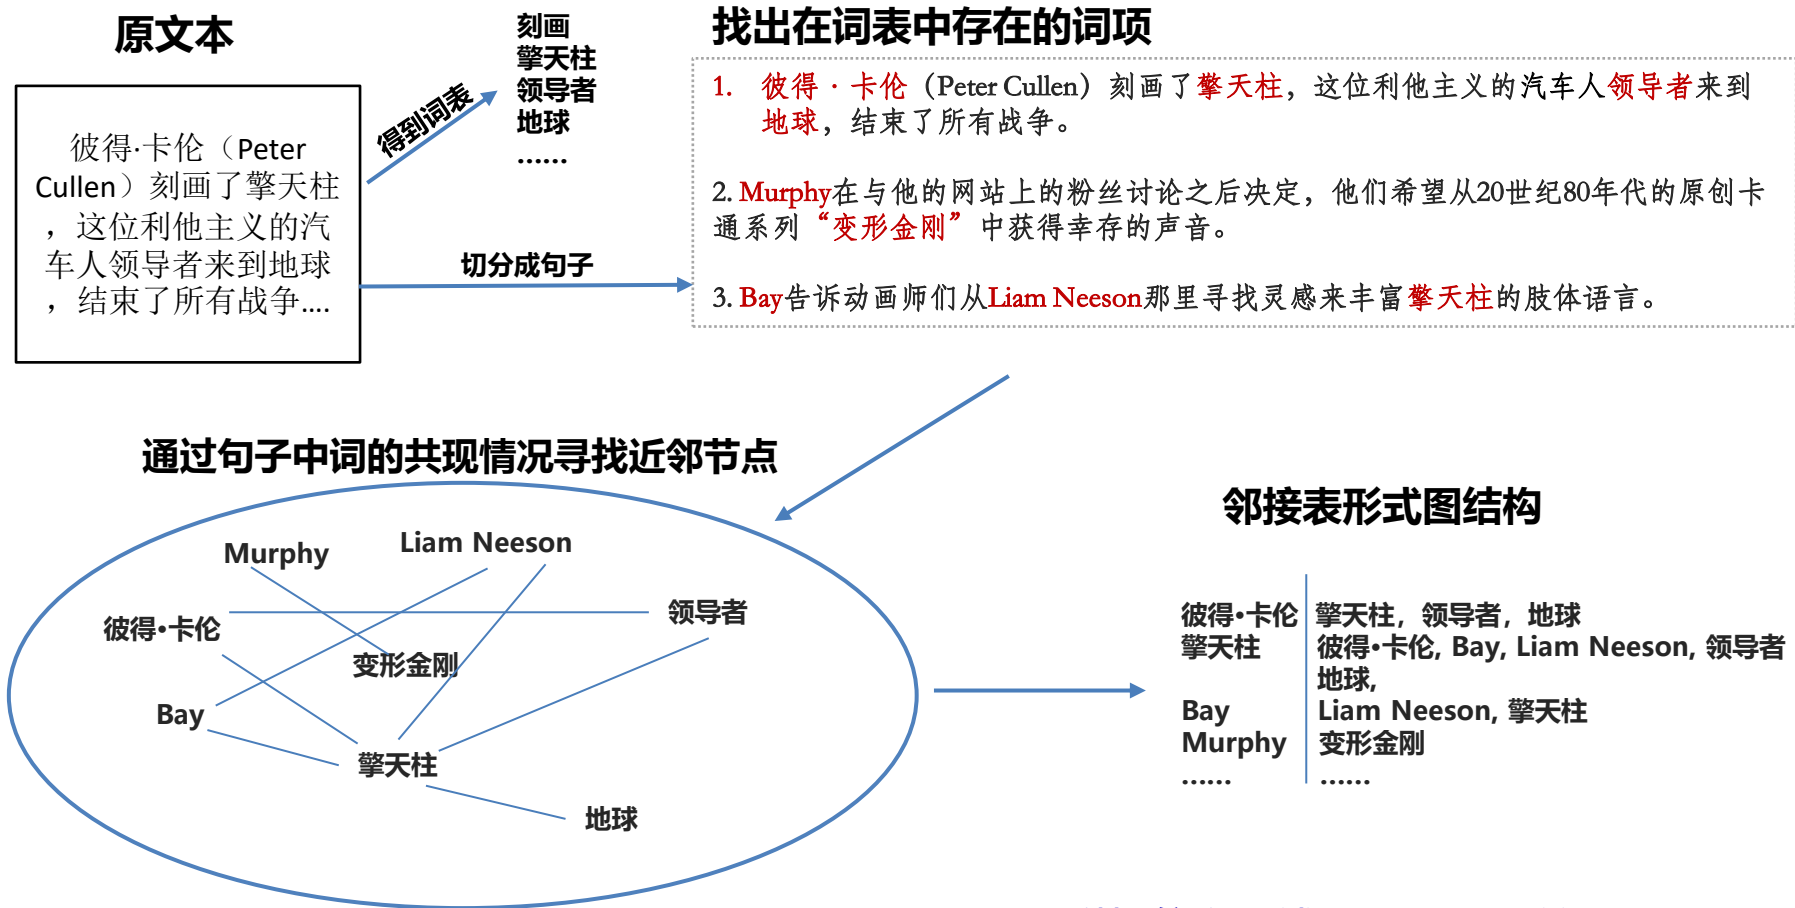 原文本
彼得·卡伦（Peter
Cullen）刻画了擎天柱
，这位利他主义的汽
车人领导者来到地球
，结束了所有战争....
得到词表
刻画
擎天柱
领导者
地球
……
切分成句子
找出在词表中存在的词项
1. 彼得·卡伦（Peter Cullen）刻画了擎天柱，这位利他主义的汽车人领导者来到
地球，结束了所有战争。
2. Murphy在与他的网站上的粉丝讨论之后决定，他们希望从20世纪80年代的原创卡
通系列“变形金刚”中获得幸存的声音。
3. Bay告诉动画师们从Liam Neeson那里寻找灵感来丰富擎天柱的肢体语言。
通过句子中词的共现情况寻找近邻节点
Murphy
Liam Neeson
彼得•卡伦
领导者
变形金刚
Bay
擎天柱
地球
邻接表形式图结构
彼得•卡伦 擎天柱，领导者，地球
擎天柱 彼得•卡伦, Bay, Liam Neeson, 领导者
地球,
Bay Liam Neeson, 擎天柱
Murphy 变形金刚
…… ……